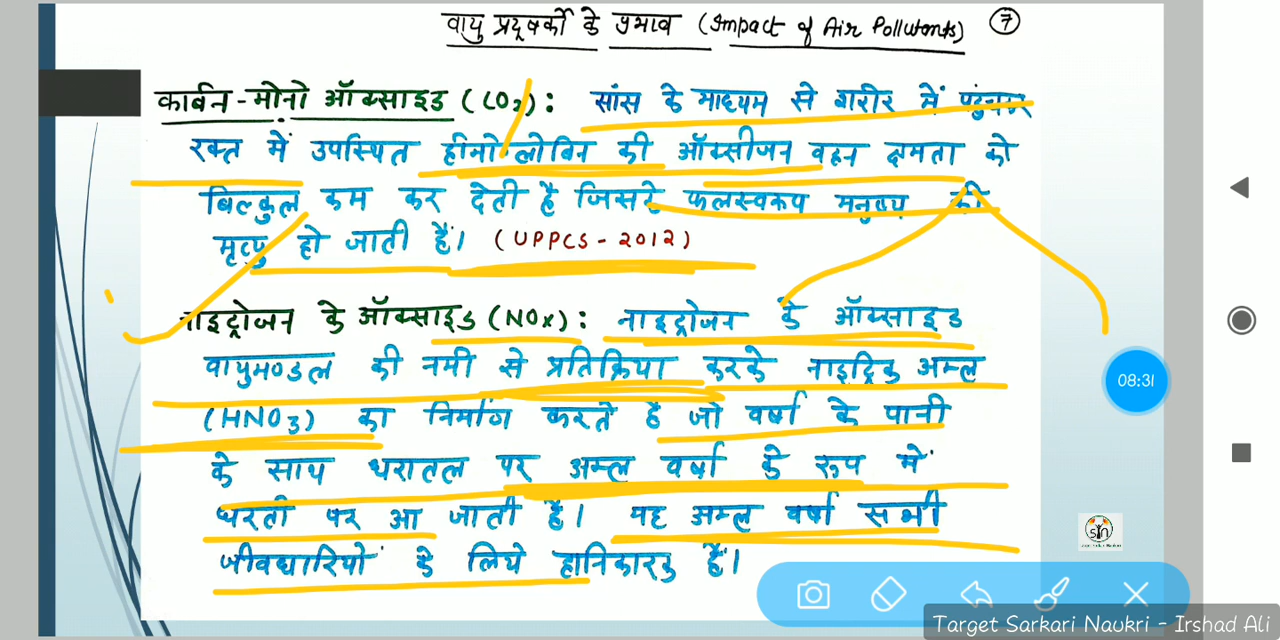 वायु प्रदूषकों के प्रभाव (Impact of Air Pollutants) 7
कार्बन-मोनो ऑक्साइड (CO2): सांस के माध्यम से शरीर में पहुंचकर
रक्त में उपस्थित हीमोग्लोबिन की ऑक्सीजन वहन क्षमता को
बिल्कुल कम कर देती है जिसके फलस्वरूप मनुष्य की
मृत्यु हो जाती है। (UPPCS-2012)
नाइट्रोजन के ऑक्साइड (NOx): नाइट्रोजन के ऑक्साइड
वायुमण्डल की नमी से प्रतिक्रिया करके नाइट्रिक अम्ल
(HNO3) का निर्माण करते है जो वर्षा के पानी
के साथ धरातल पर अम्ल वर्षा के रूप में
धरती पर आ जाती है। यह अम्ल वर्षा सभी
जीवधारियों के लिये हानिकारक है।
08:31
Target Sarkari Naukri - Irshad Ali